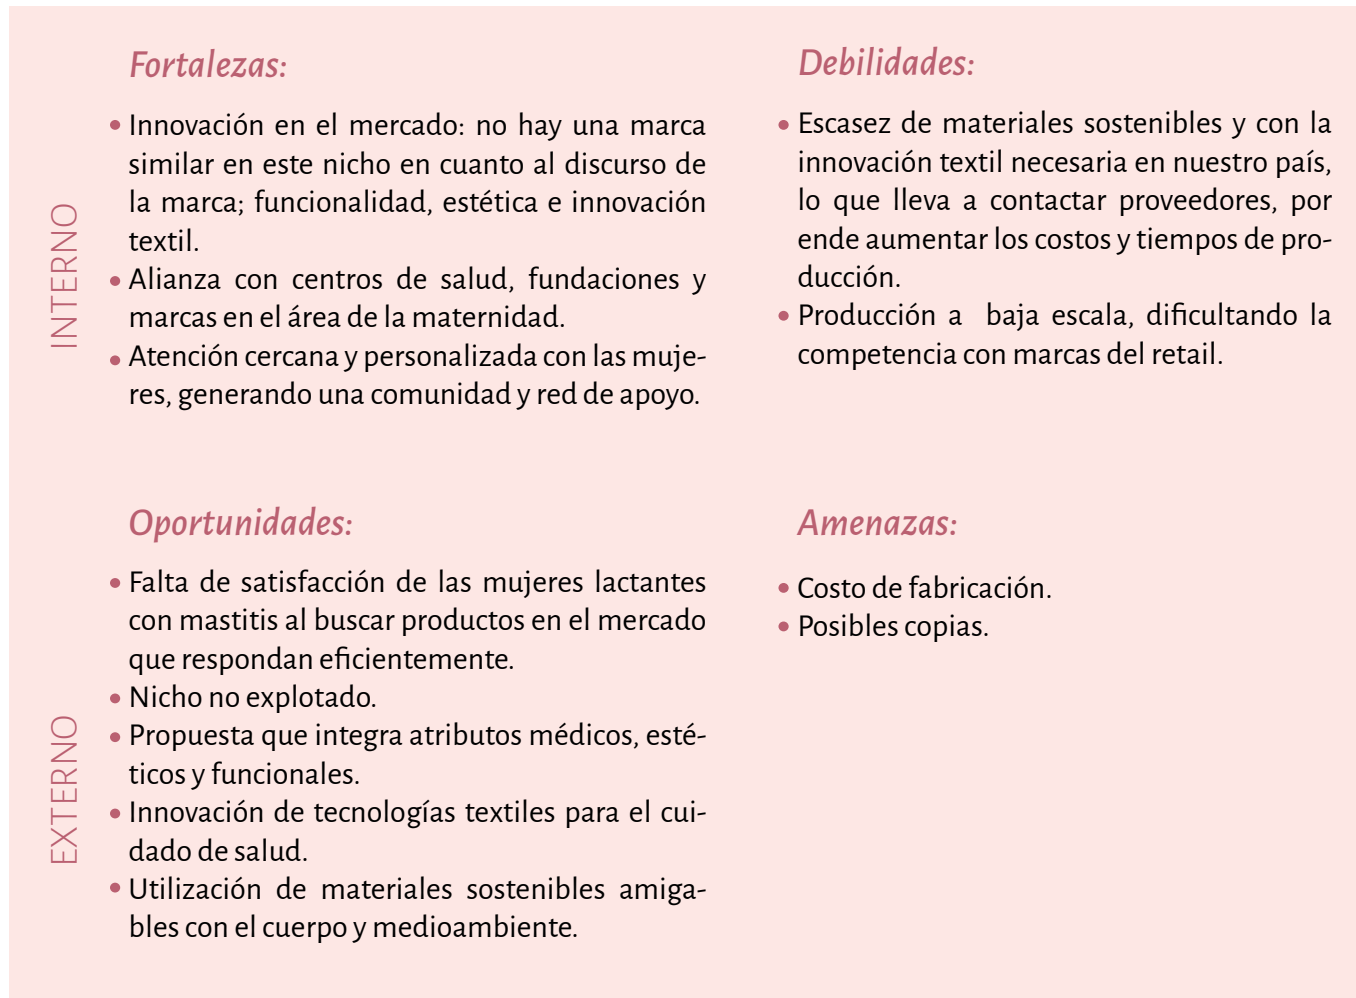 INTERNO
Fortalezas:
• Innovación en el mercado: no hay una marca
similar en este nicho en cuanto al discurso de
la marca; funcionalidad, estética e innovación
textil.
• Alianza con centros de salud, fundaciones y
marcas en el área de la maternidad.
• Atención cercana y personalizada con las muje-
res, generando una comunidad y red de apoyo.
Debilidades:
• Escasez de materiales sostenibles y con la
innovación textil necesaria en nuestro país,
lo que lleva a contactar proveedores, por
ende aumentar los costos y tiempos de pro-
ducción.
• Producción a baja escala, dificultando la
competencia con marcas del retail.
EXTERNO
Oportunidades:
• Falta de satisfacción de las mujeres lactantes
con mastitis al buscar productos en el mercado
que respondan eficientemente.
• Nicho no explotado.
• Propuesta que integra atributos médicos, esté-
ticos y funcionales.
• Innovación de tecnologías textiles para el cui-
dado de salud.
• Utilización de materiales sostenibles amiga-
bles con el cuerpo y medioambiente.
Amenazas:
• Costo de fabricación.
• Posibles copias.